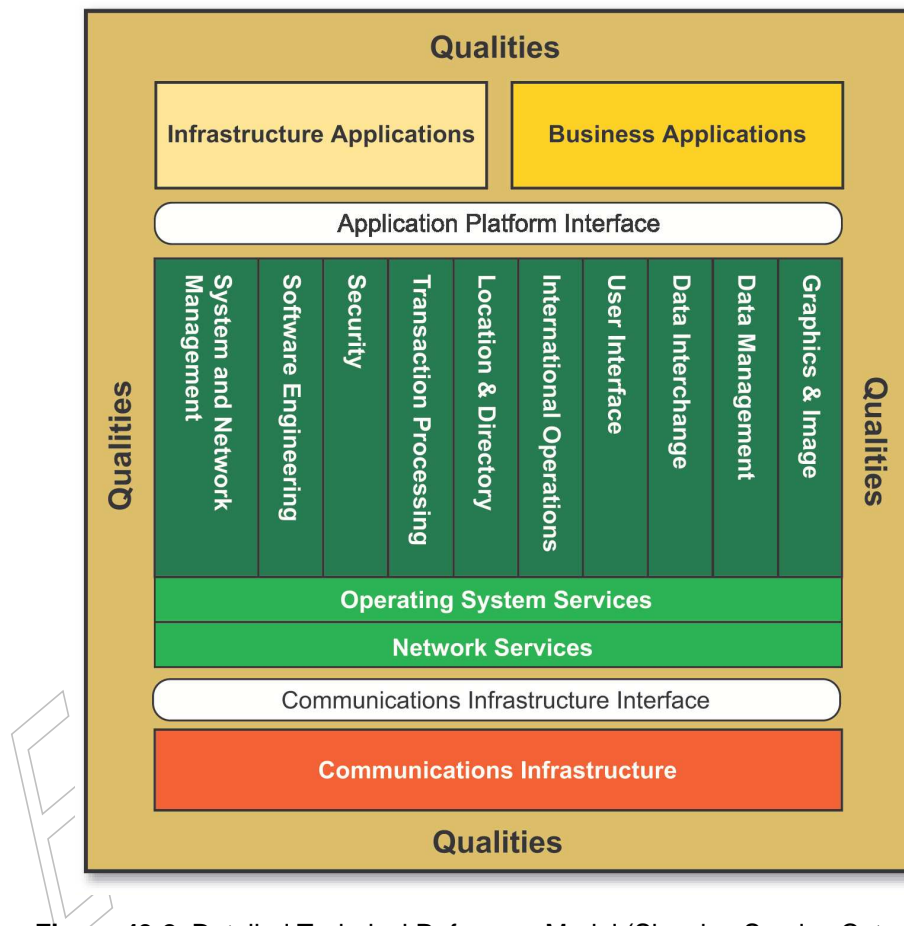 Qualities
Infrastructure Applications
Business Applications
Application Platform Interface
Qualities
System and Network
Management
Software Engineering
Security
Transaction Processing
Location & Directory
International Operations
User Interface
Data Interchange
Data Management
Graphics & Image
Qualities
Operating System Services
Network Services
Communications Infrastructure Interface
Communications Infrastructure
Qualities